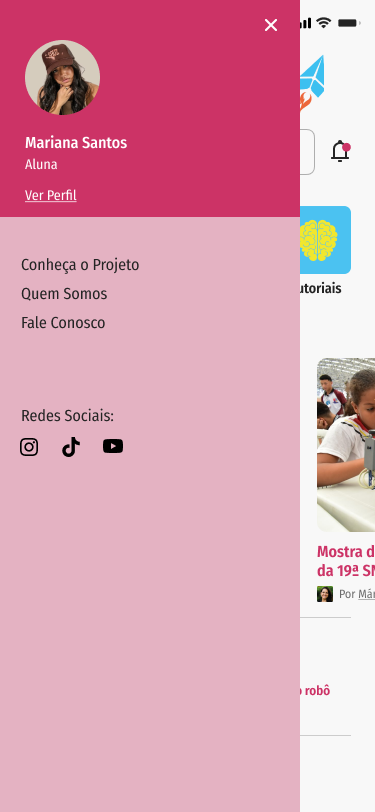 Mariana Santos
Aluna
Ver Perfil
Conheça o Projeto
Quem Somos
Fale Conosco
Redes Sociais:
utoriais
Mostra d
da 19ª SN
Por Már
o robô